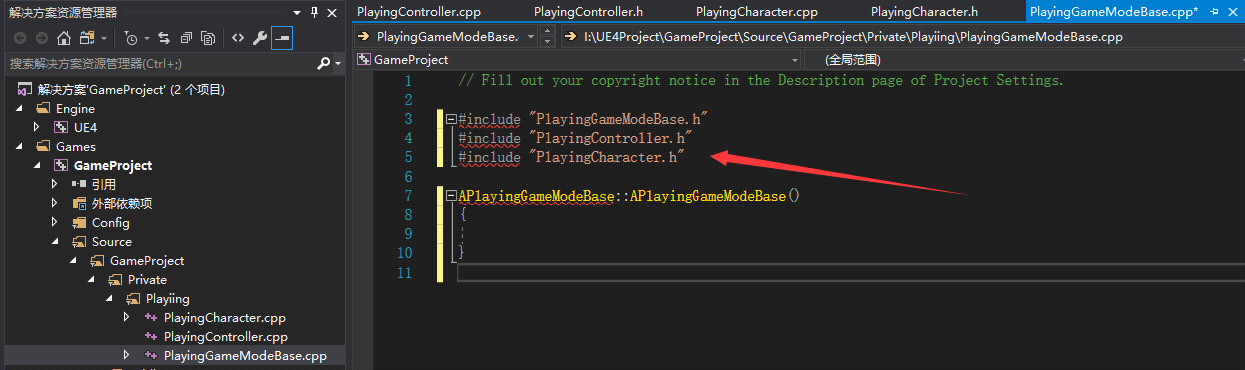 解决方案资源管理器
搜索解决方案资源管理器(Ctrl+;)
解决方案'GameProject' (2 个项目)
Engine
UE4
Games
GameProject
引用
外部依赖项
Config
Source
GameProject
Private
Playiing
PlayingCharacter.cpp
PlayingController.cpp
PlayingGameModeBase.cpp
PlayingController.cpp PlayingController.h PlayingCharacter.cpp PlayingCharacter.h PlayingGameModeBase.cpp*
PlayingGameModeBase. I:\UE4Project\GameProject\Source\GameProject\Private\Playiing\PlayingGameModeBase.cpp
GameProject (全局范围)
1 // Fill out your copyright notice in the Description page of Project Settings.
2
3 #include "PlayingGameModeBase.h"
4 #include "PlayingController.h"
5 #include "PlayingCharacter.h"
6
7 APlayingGameModeBase::APlayingGameModeBase()
8 {
9
10 }
11